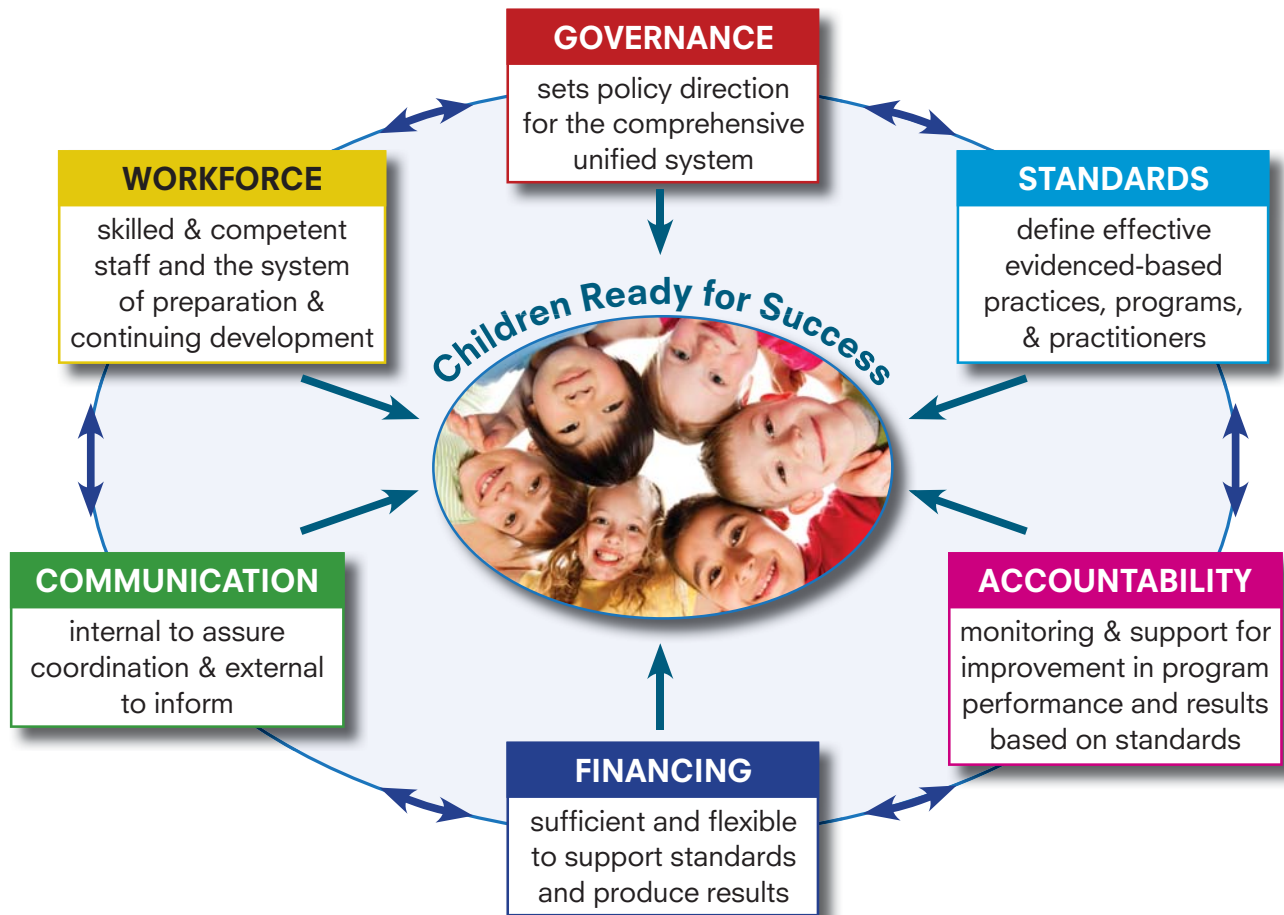 GOVERNANCE
sets policy direction
for the comprehensive
unified system
WORKFORCE
skilled & competent
staff and the system
of preparation &
continuing development
STANDARDS
define effective
evidenced-based
practices, programs,
& practitioners
Children Ready for Success
COMMUNICATION
internal to assure
coordination & external
to inform
ACCOUNTABILITY
monitoring & support for
improvement in program
performance and results
based on standards
FINANCING
sufficient and flexible
to support standards
and produce results